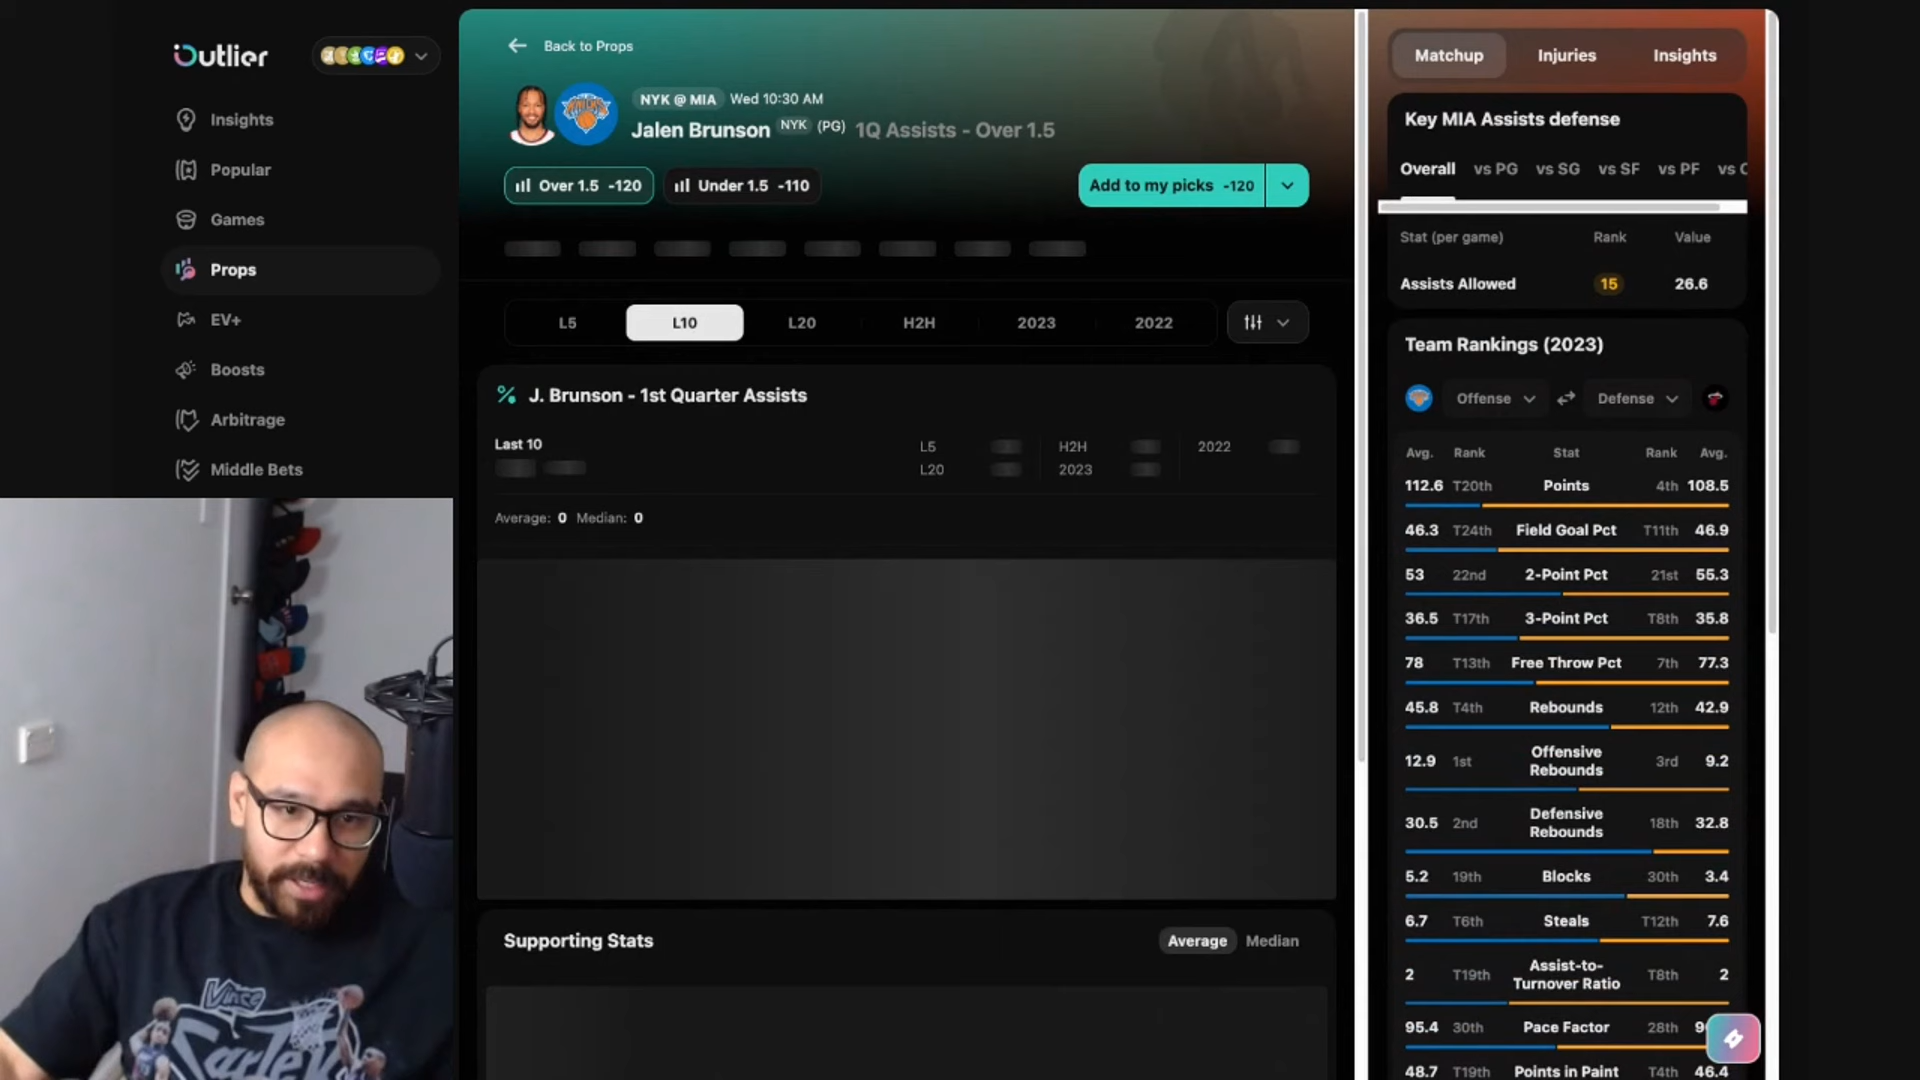 Outlier
Insights
Popular
Games
Props
EV+
Boosts
Arbitrage
Middle Bets
Back to Props
NYK @ MIA Wed 10:30 AM
Jalen Brunson NYK (PG) 1Q Assists - Over 1.5
Over 1.5 -120
Under 1.5 -110
Add to my picks -120
L5 L10 L20 H2H 2023 2022
J. Brunson - 1st Quarter Assists
Last 10
L5 H2H 2022
L20 2023
Average: 0 Median: 0
Supporting Stats
Average Median
Matchup Injuries Insights
Key MIA Assists defense
Overall vs PG vs SG vs SF vs PF vs C
Stat (per game) Rank Value
Assists Allowed 15 26.6
Team Rankings (2023)
Offense Defense
Avg. Rank Stat Rank Avg.
112.6 T20th Points 4th 108.5
46.3 T24th Field Goal Pct T11th 46.9
53 22nd 2-Point Pct 21st 55.3
36.5 T17th 3-Point Pct T8th 35.8
78 T13th Free Throw Pct 7th 77.3
45.8 T4th Rebounds 12th 42.9
12.9 1st Offensive Rebounds 3rd 9.2
30.5 2nd Defensive Rebounds 18th 32.8
5.2 19th Blocks 30th 3.4
6.7 T6th Steals T12th 7.6
2 T19th Assist-to-Turnover Ratio T8th 2
95.4 30th Pace Factor 28th
48.7 T19th Points in Paint T4th 46.4
Vince